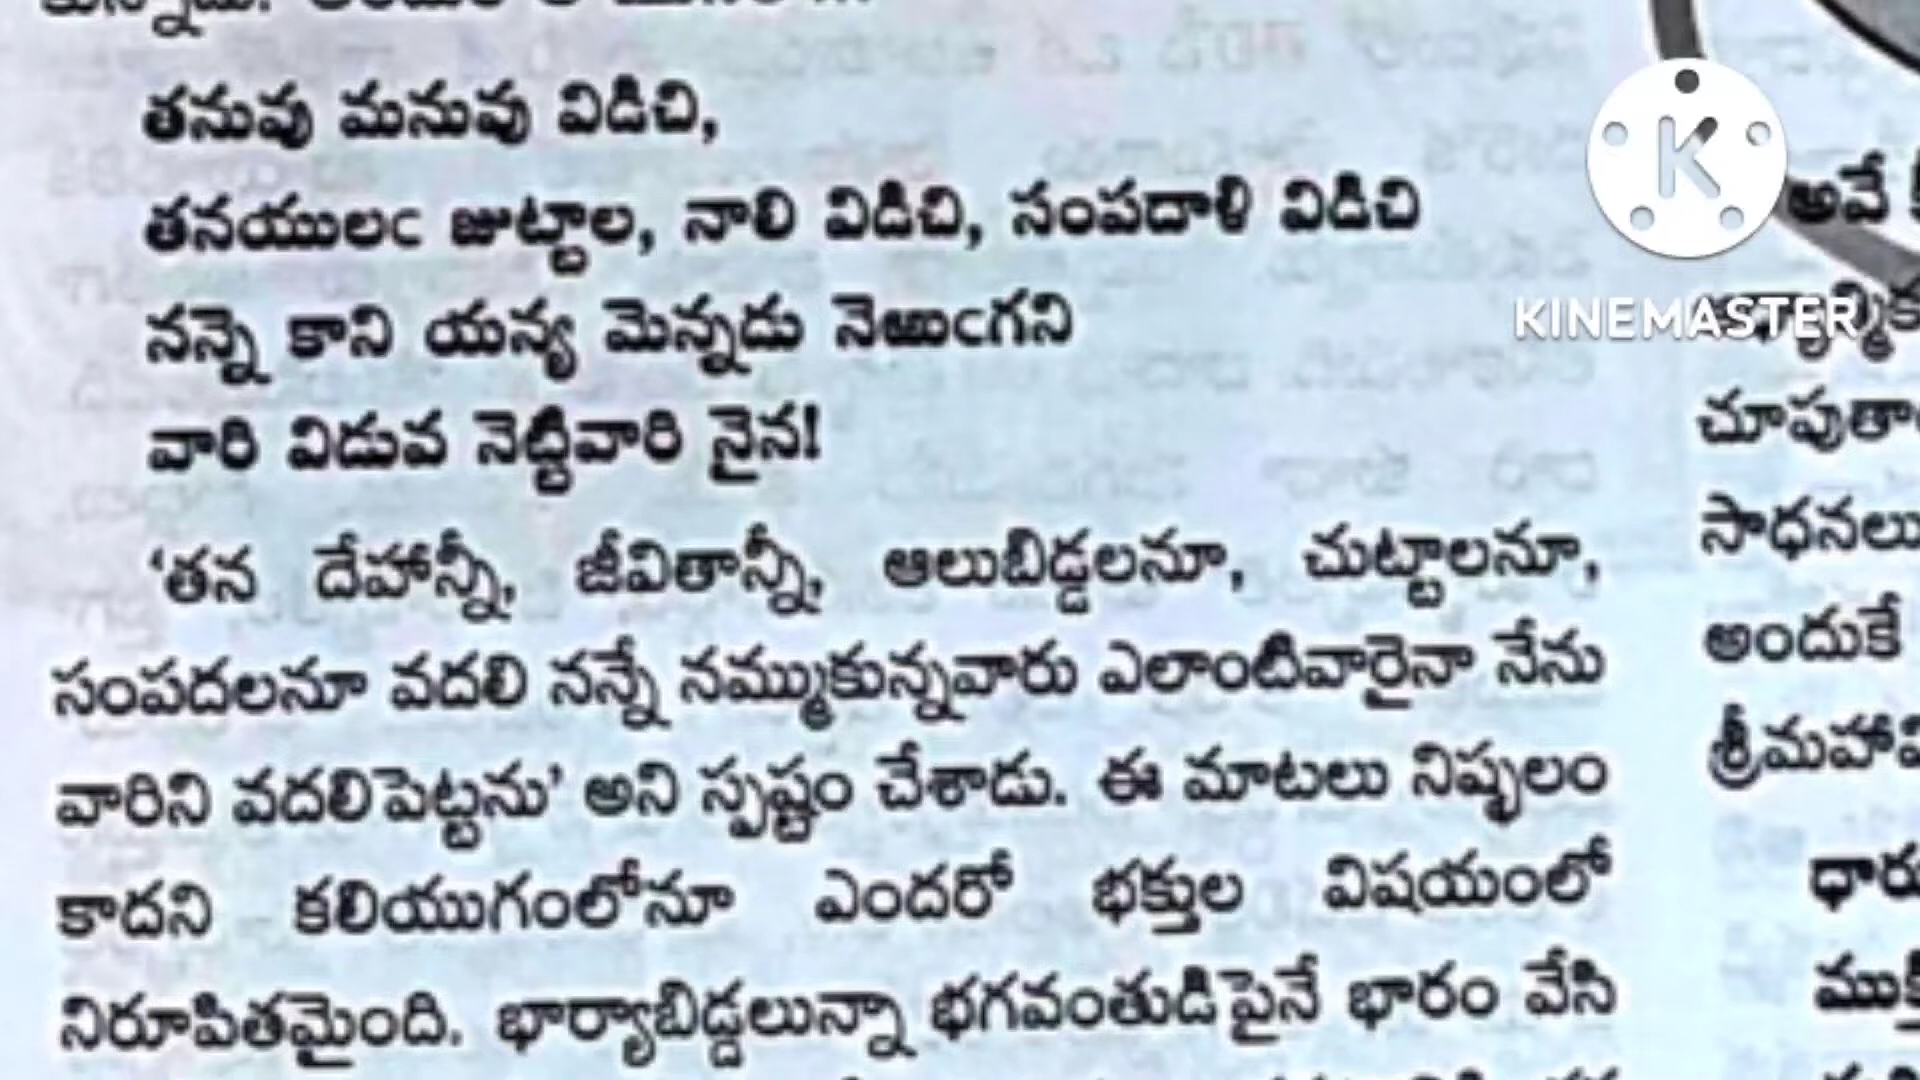 తనువు మనువు విడిచి,
తనయులఁ జుట్టాల, నాలి విడిచి, సంపదాళి విడిచి
నన్నె కాని యన్య మెన్నడు నెఱుఁగని
వారి విడువ నెట్టివారి నైన!
‘తన దేహాన్నీ, జీవితాన్నీ, ఆలుబిడ్డలనూ, చుట్టాలనూ,
సంపదలనూ వదలి నన్నే నమ్ముకున్నవారు ఎలాంటివారైనా నేను
వారిని వదలిపెట్టను’ అని స్పష్టం చేశాడు. ఈ మాటలు నిష్ఫలం
కాదని కలియుగంలోనూ ఎందరో భక్తుల విషయంలో
నిరూపితమైంది. భార్యాబిడ్డలున్నా భగవంతుడిపైనే భారం వేసి
KINEMASTER
అవే
సాధనలు
అందుకే